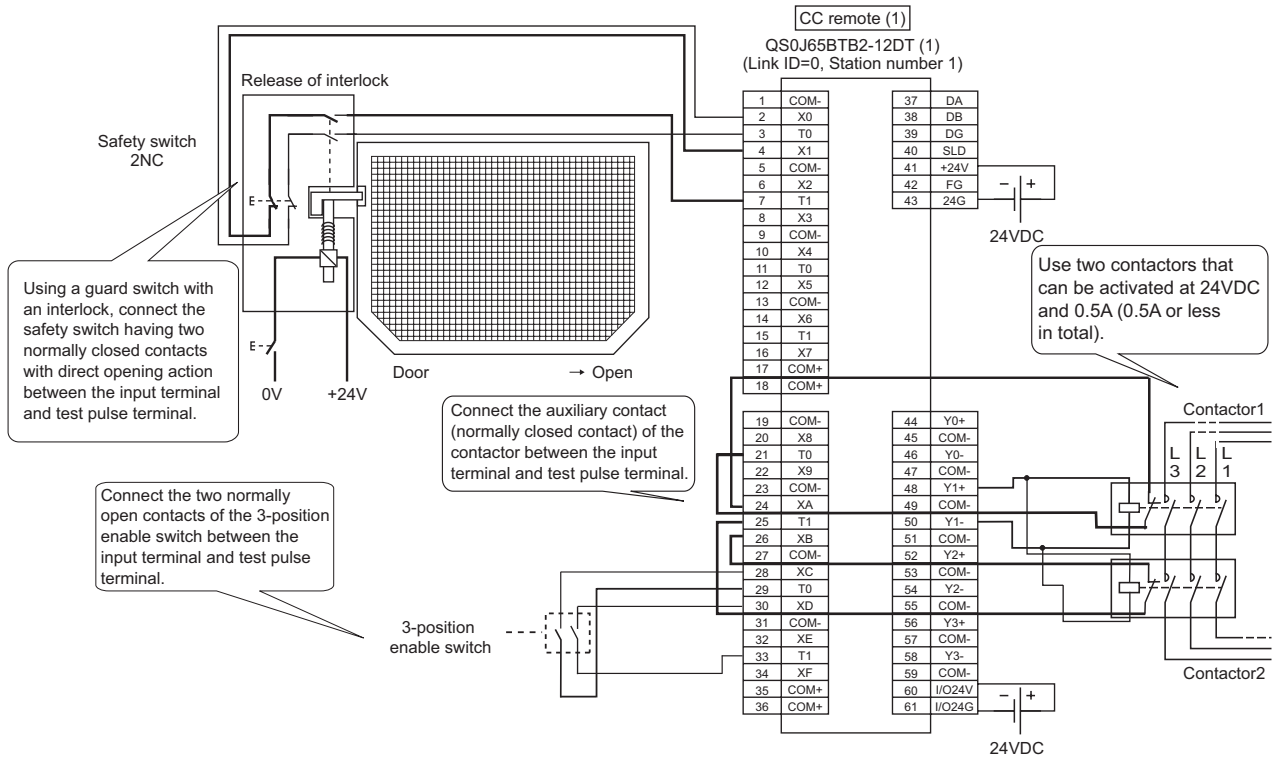 CC remote (1)
QS0J65BTB2-12DT (1)
(Link ID=0, Station number 1)
Release of interlock
Safety switch
2NC
E
E
0V
+24V
Door
→ Open
Using a guard switch with
an interlock, connect the
safety switch having two
normally closed contacts
with direct opening action
between the input terminal
and test pulse terminal.
1 COM-
2 X0
3 T0
4 X1
5 COM-
6 X2
7 T1
8 X3
9 COM-
10 X4
11 T0
12 X5
13 COM-
14 X6
15 T1
16 X7
17 COM+
18 COM+
37 DA
38 DB
39 DG
40 SLD
41 +24V
42 FG
43 24G
− +
24VDC
Use two contactors that
can be activated at 24VDC
and 0.5A (0.5A or less
in total).
Connect the auxiliary contact
(normally closed contact) of the
contactor between the input
terminal and test pulse terminal.
Connect the two normally
open contacts of the 3-position
enable switch between the
input terminal and test pulse
terminal.
3-position
enable switch
19 COM-
20 X8
21 T0
22 X9
23 COM-
24 XA
25 T1
26 XB
27 COM-
28 XC
29 T0
30 XD
31 COM-
32 XE
33 T1
34 XF
35 COM+
36 COM+
44 Y0+
45 COM-
46 Y0-
47 COM-
48 Y1+
49 COM-
50 Y1-
51 COM-
52 Y2+
53 COM-
54 Y2-
55 COM-
56 Y3+
57 COM-
58 Y3-
59 COM-
60 I/O24V
61 I/O24G
− +
24VDC
Contactor1
L L L
3 2 1
Contactor2